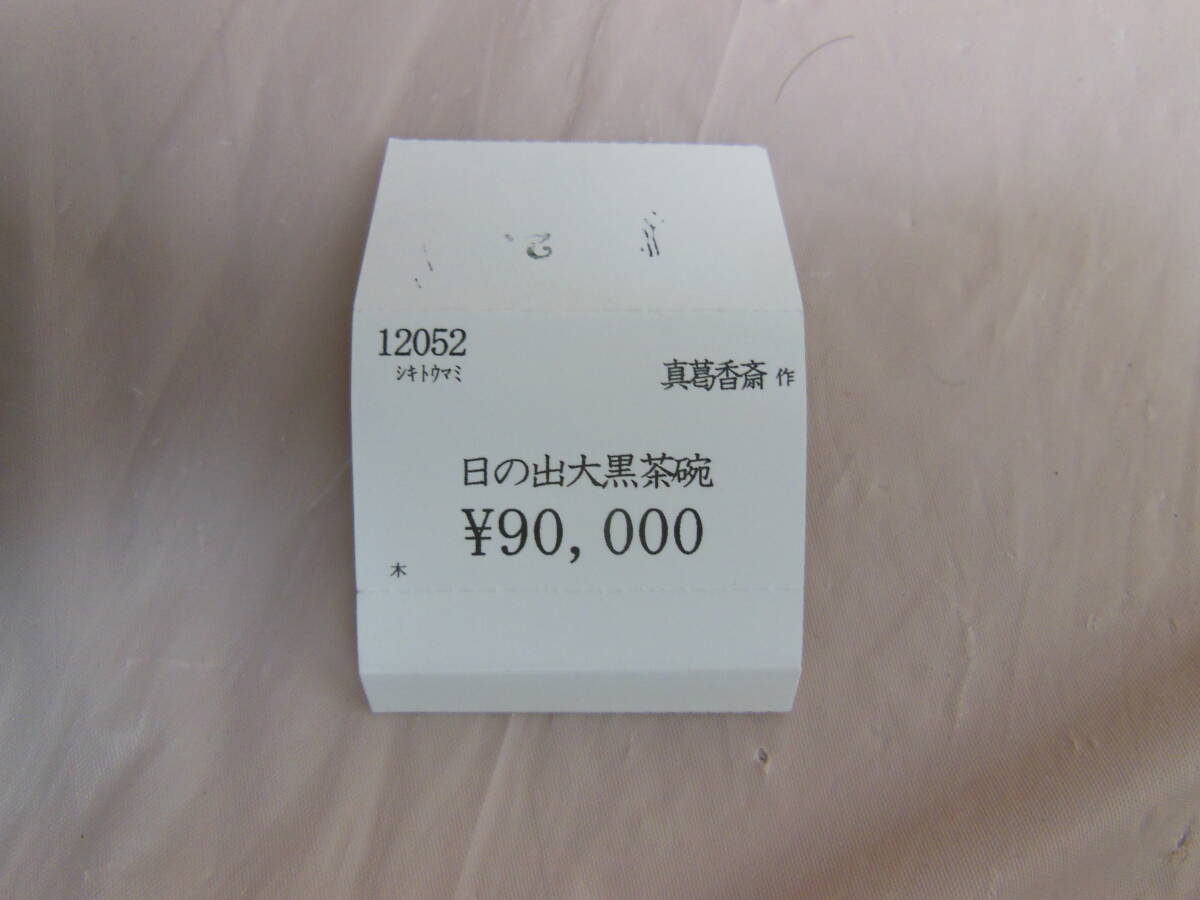 12052
シキトウマミ
真葛香斎 作
日の出大黒茶碗
¥90,000
木